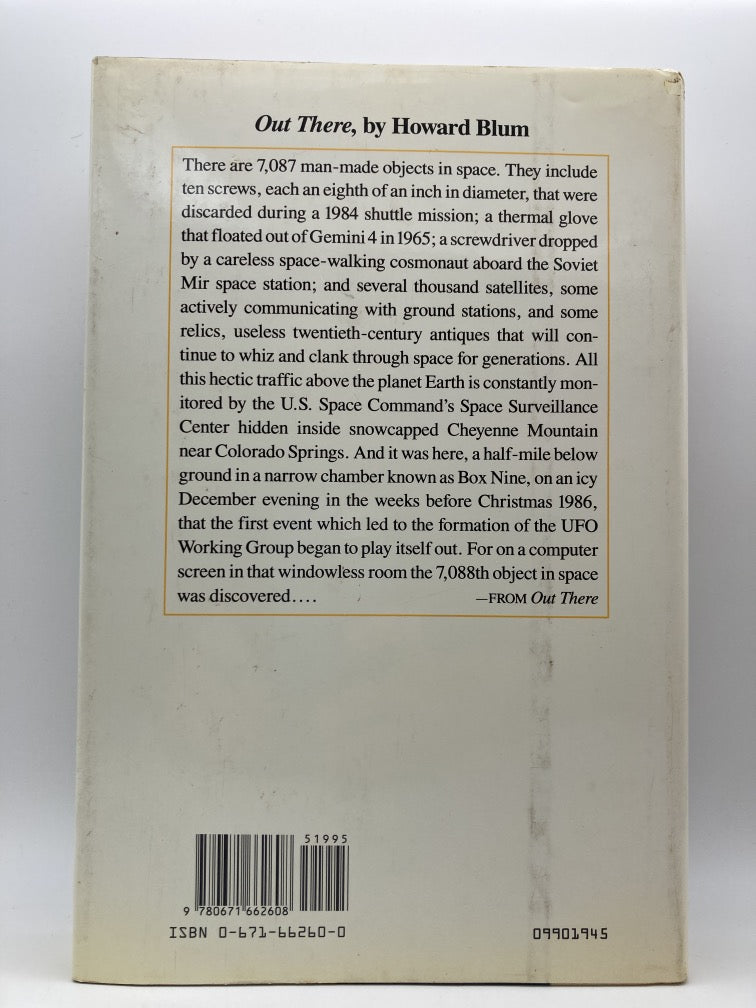 Out There, by Howard Blum
There are 7,087 man-made objects in space. They include
ten screws, each an eighth of an inch in diameter, that were
discarded during a 1984 shuttle mission; a thermal glove
that floated out of Gemini 4 in 1965; a screwdriver dropped
by a careless space-walking cosmonaut aboard the Soviet
Mir space station; and several thousand satellites, some
actively communicating with ground stations, and some
relics, useless twentieth-century antiques that will con-
tinue to whiz and clank through space for generations. All
this hectic traffic above the planet Earth is constantly mon-
itored by the U.S. Space Command's Space Surveillance
Center hidden inside snowcapped Cheyenne Mountain
near Colorado Springs. And it was here, a half-mile below
ground in a narrow chamber known as Box Nine, on an icy
December evening in the weeks before Christmas 1986,
that the first event which led to the formation of the UFO
Working Group began to play itself out. For on a computer
screen in that windowless room the 7,088th object in space
was discovered.... —FROM Out There
51995
9 780671 662608
ISBN 0-671-66260-0
09901945